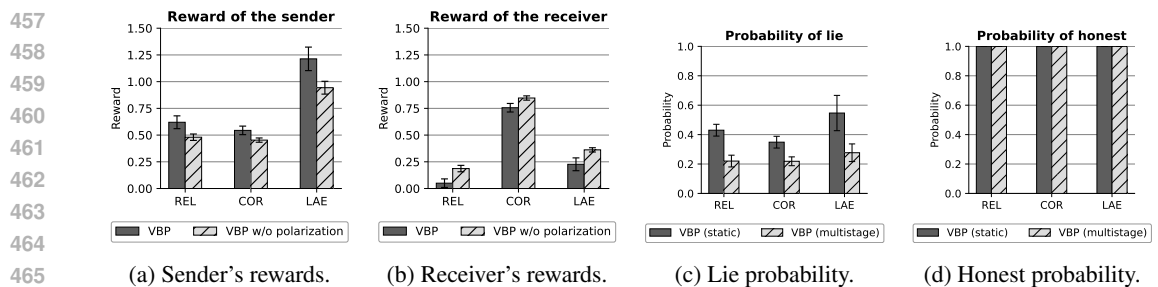 457
458
459
460
461
462
463
464
465
Reward of the sender
Reward
1.50
1.25
1.00
0.75
0.50
0.25
0.00
REL COR LAE
VBP VBP w/o polarization
(a) Sender's rewards.
Reward of the receiver
Reward
1.50
1.25
1.00
0.75
0.50
0.25
0.00
REL COR LAE
VBP VBP w/o polarization
(b) Receiver's rewards.
Probability of lie
Probability
1.0
0.8
0.6
0.4
0.2
0.0
REL COR LAE
VBP (static) VBP (multistage)
(c) Lie probability.
Probability of honest
Probability
1.0
0.8
0.6
0.4
0.2
0.0
REL COR LAE
VBP (static) VBP (multistage)
(d) Honest probability.